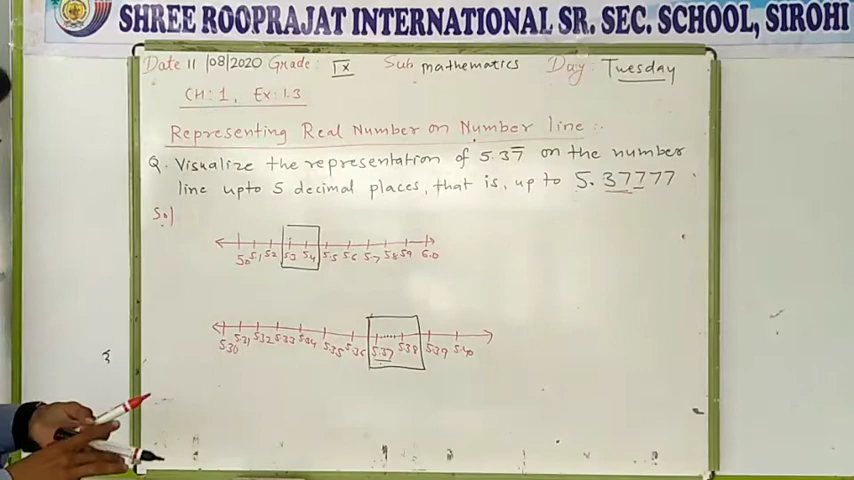 SHREE ROOPRAJAT INTERNATIONAL SR. SEC. SCHOOL, SIROHI
Date 11/08/2020 Grade: IX Sub mathematics Day: Tuesday
CH: 1, Ex: 1.3
Representing Real Number on Number line :-
Q. Visualize the representation of 5.37̅ on the number
line upto 5 decimal places, that is, up to 5.37777
Sol
5.0 5.1 5.2 5.3 5.4 5.5 5.6 5.7 5.8 5.9 6.0
5.30 5.31 5.32 5.33 5.34 5.35 5.36 5.37 5.38 5.39 5.40